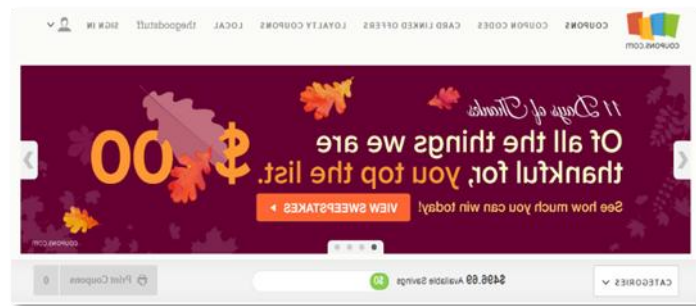 COUPONS.COM
COUPONS COUPON CODES CARD LINKED OFFERS LOYALTY COUPONS LOCAL thegoodstuff SIGN IN
11 Days of Thanks
Of all the things we are
thankful for, you top the list.
See how much you can win today! VIEW SWEEPSTAKES
$ 00
COUPONS.COM
CATEGORIES
$496.69 Available Savings $0
Print Coupons 0